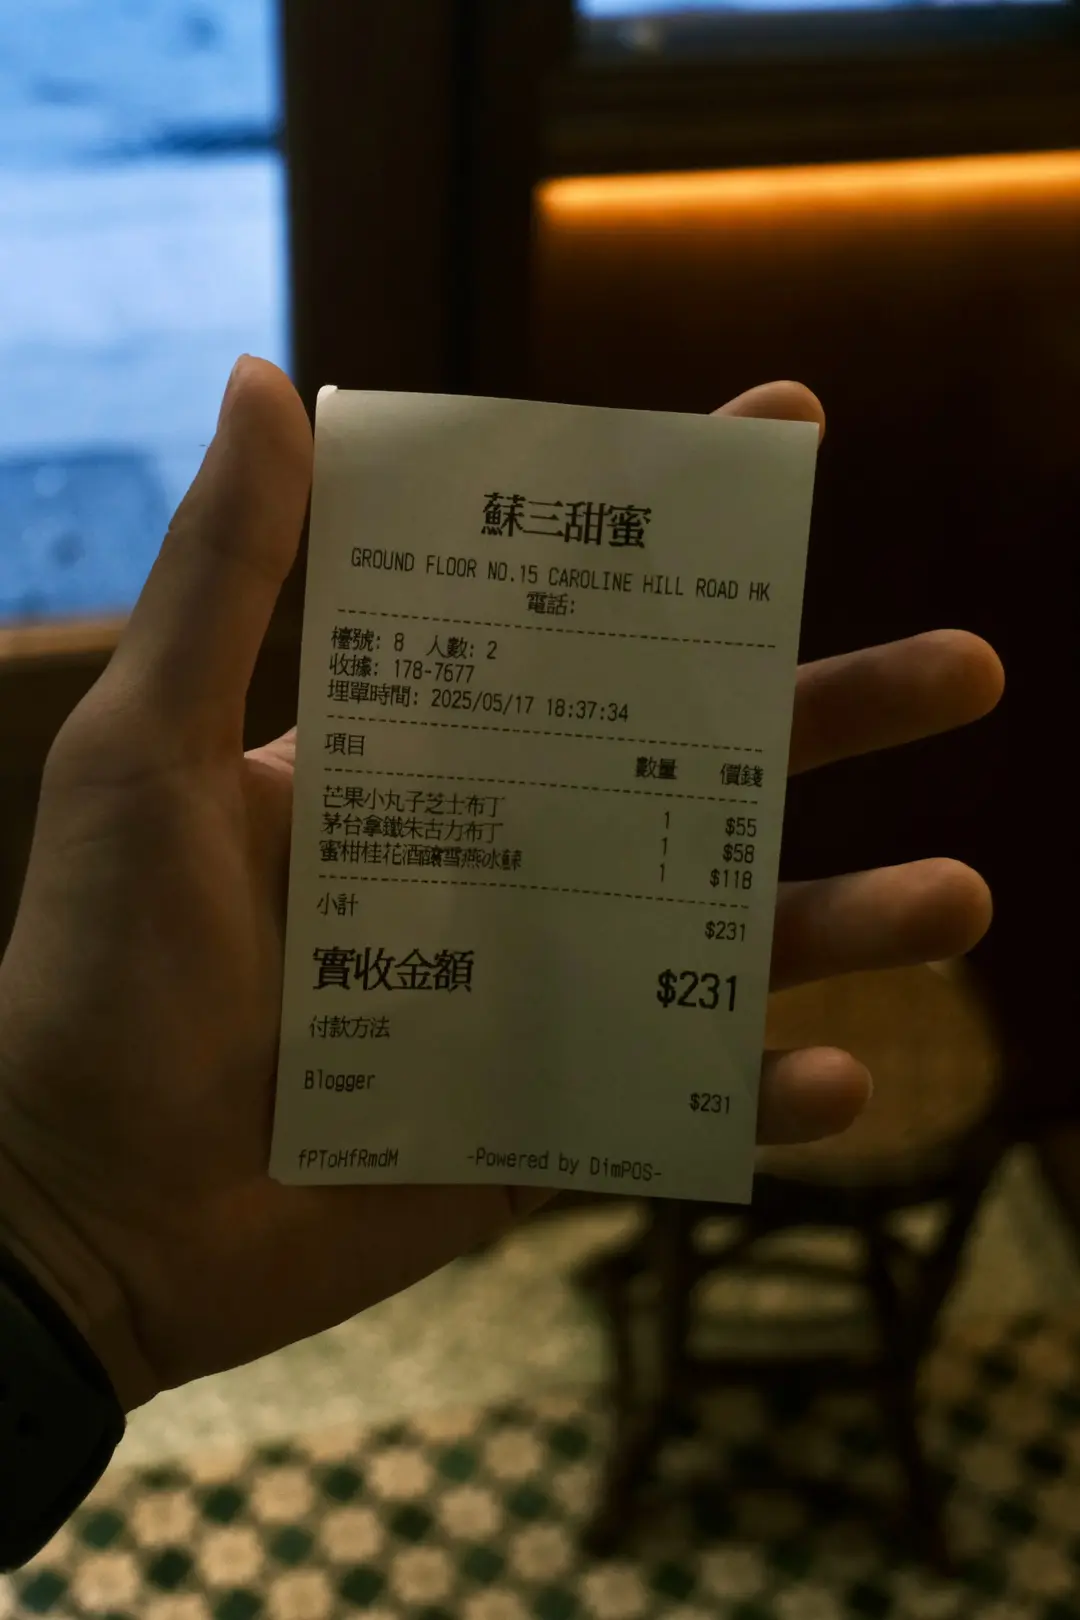 蘇三甜蜜
GROUND FLOOR NO.15 CAROLINE HILL ROAD HK
電話:
檯號: 8 人數: 2
收據: 178-7677
埋單時間: 2025/05/17 18:37:34
項目 數量 價錢
芒果小丸子芝士布丁 1 $55
茅台拿鐵朱古力布丁 1 $58
蜜柑桂花酒釀雪燕冰蘇 1 $118
小計 $231
實收金額 $231
付款方法
Blogger $231
fPToHfRmdM -Powered by DimPOS-